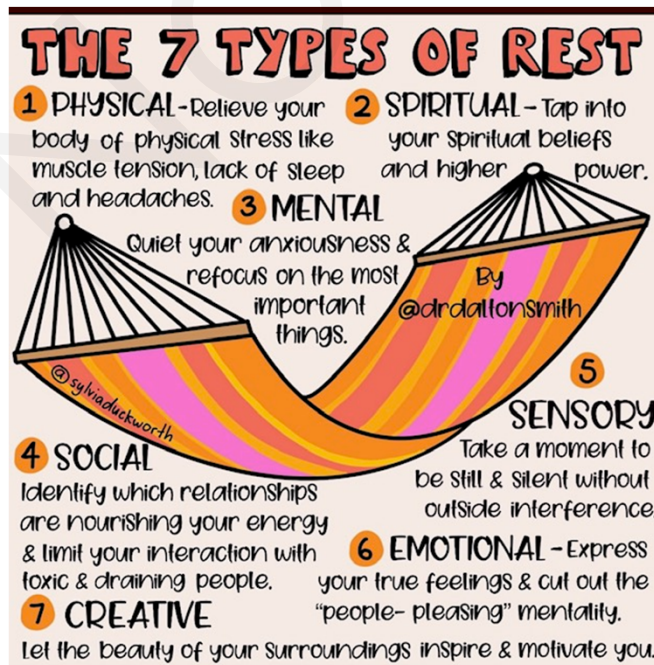 THE 7 TYPES OF REST
1 PHYSICAL-Relieve your
body of physical stress like
muscle tension, lack of sleep
and headaches.
2 SPIRITUAL-Tap into
your spiritual beliefs
and higher power.
3 MENTAL
Quiet your anxiousness &
refocus on the most
important
things.
By
@drdaltonsmith
@sylviaduckworth
4 SOCIAL
Identify which relationships
are nourishing your energy
& limit your interaction with
toxic & draining people.
5
SENSORY
Take a moment to
be still & silent without
outside interference
6 EMOTIONAL-Express
your true feelings & cut out the
"people-pleasing" mentality.
7 CREATIVE
Let the beauty of your surroundings inspire & motivate you.